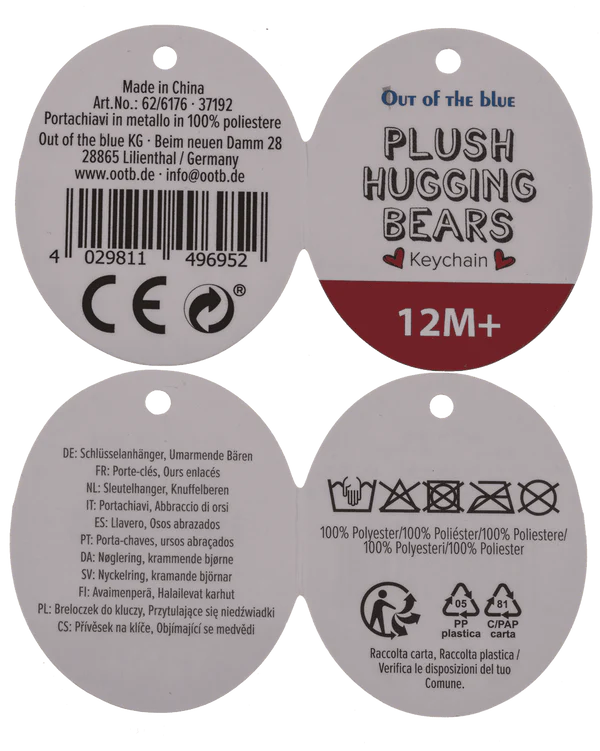 Made in China
Art.No.: 62/6176 · 37192
Portachiavi in metallo in 100% poliestere
Out of the blue KG · Beim neuen Damm 28
28865 Lilienthal / Germany
www.ootb.de · info@ootb.de
4 029811 496952
CE ®
OUT OF THE BLUE
PLUSH
HUGGING
BEARS
Keychain
12M+
DE: Schlüsselanhänger, Umarmende Bären
FR: Porte-clés, Ours enlacés
NL: Sleutelhanger, Knuffelberen
IT: Portachiavi, Abbraccio di orsi
ES: Llavero, Osos abrazados
PT: Porta-chaves, ursos abraçados
DA: Nøglering, krammende bjørne
SV: Nyckelring, kramande björnar
FI: Avaimenperä, Halailevat karhut
PL: Breloczek do kluczy, Przytulające się niedźwiadki
CS: Přívěsek na klíče, Objímající se medvědi
100% Polyester/100% Poliéster/100% Poliestere/
100% Polyesteri/100% Poliester
05 81
PP C/PAP
plastica carta
Raccolta carta, Raccolta plastica /
Verifica le disposizioni del tuo
Comune.